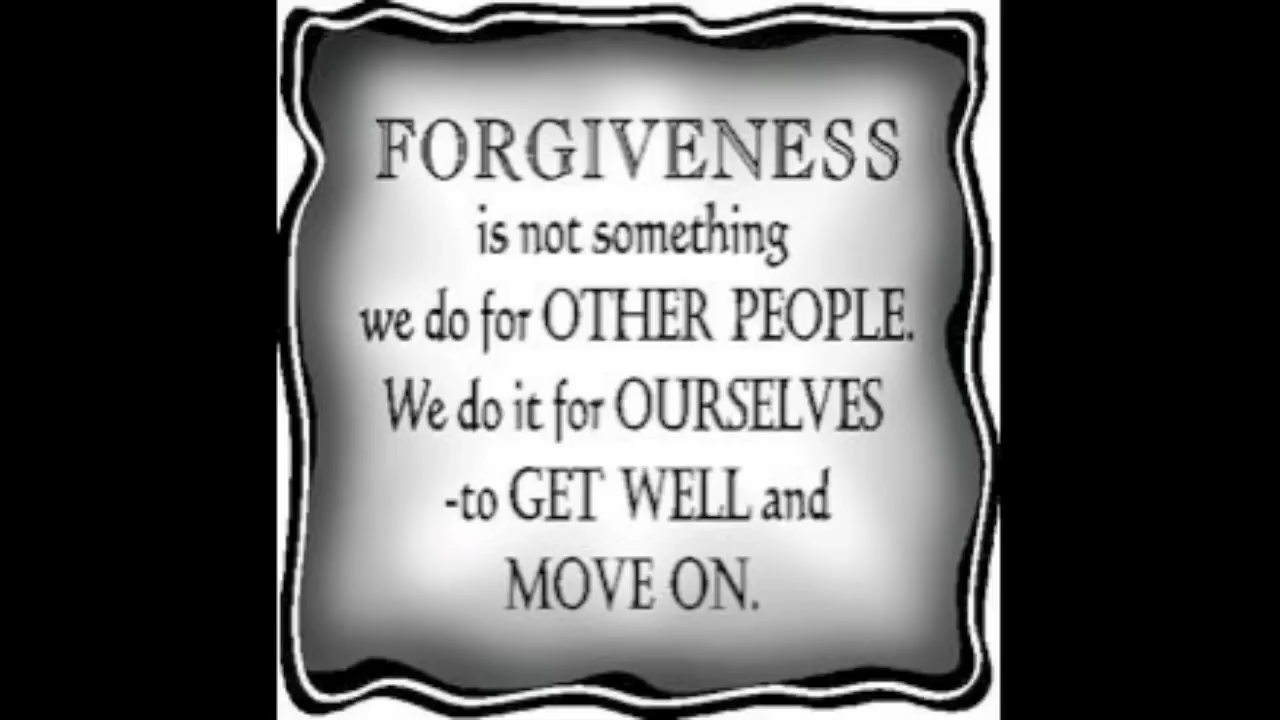 FORGIVENESS
is not something
we do for OTHER PEOPLE.
We do it for OURSELVES
-to GET WELL and
MOVE ON.